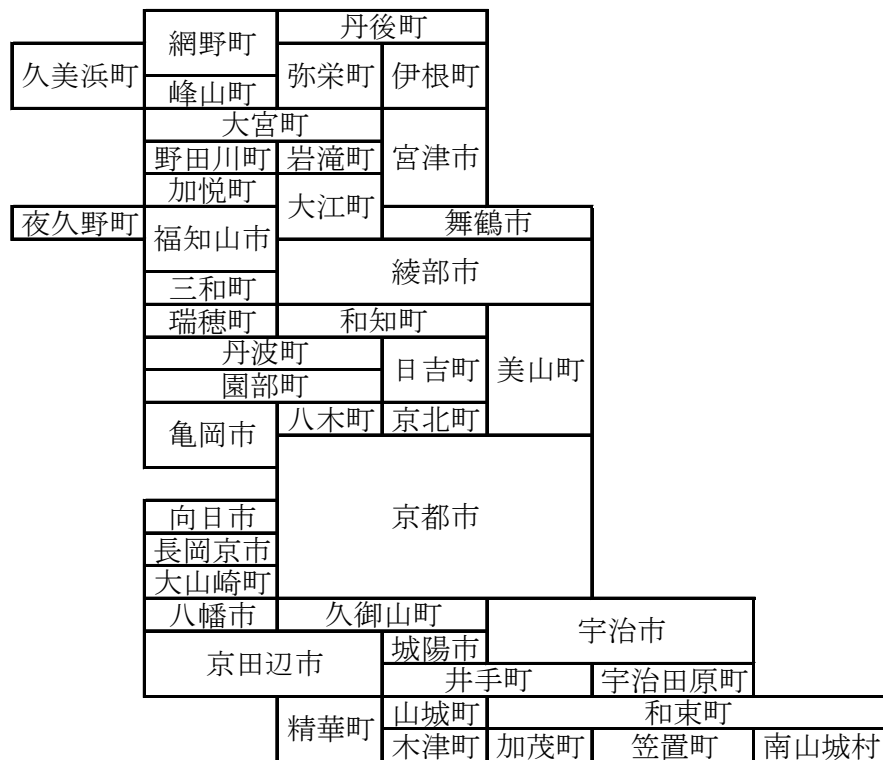 丹後町
網野町
久美浜町
弥栄町
伊根町
峰山町
大宮町
宮津市
野田川町
岩滝町
加悦町
大江町
夜久野町
福知山市
舞鶴市
綾部市
三和町
瑞穂町
和知町
丹波町
日吉町
美山町
園部町
亀岡市
八木町
京北町
京都市
向日市
長岡京市
大山崎町
八幡市
久御山町
宇治市
京田辺市
城陽市
井手町
宇治田原町
精華町
山城町
和束町
木津町
加茂町
笠置町
南山城村